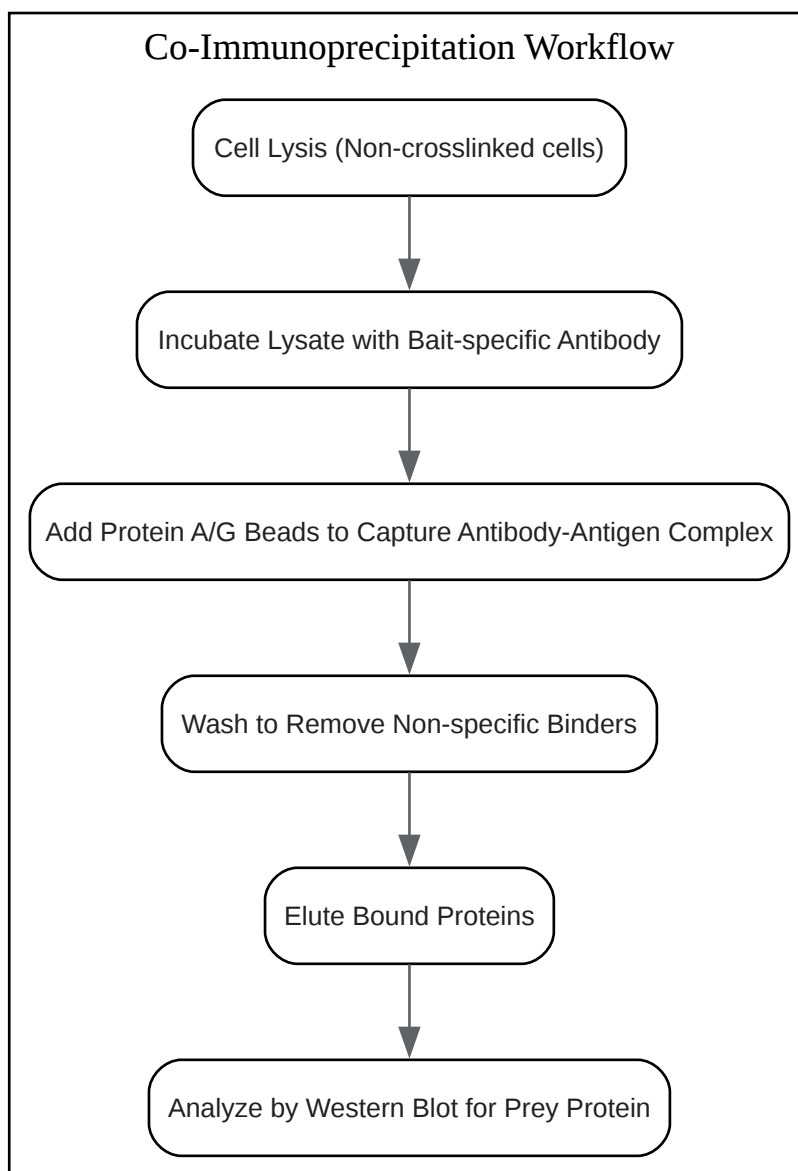 Co-Immunoprecipitation Workflow
Cell Lysis (Non-crosslinked cells)
Incubate Lysate with Bait-specific Antibody
Add Protein A/G Beads to Capture Antibody-Antigen Complex
Wash to Remove Non-specific Binders
Elute Bound Proteins
Analyze by Western Blot for Prey Protein